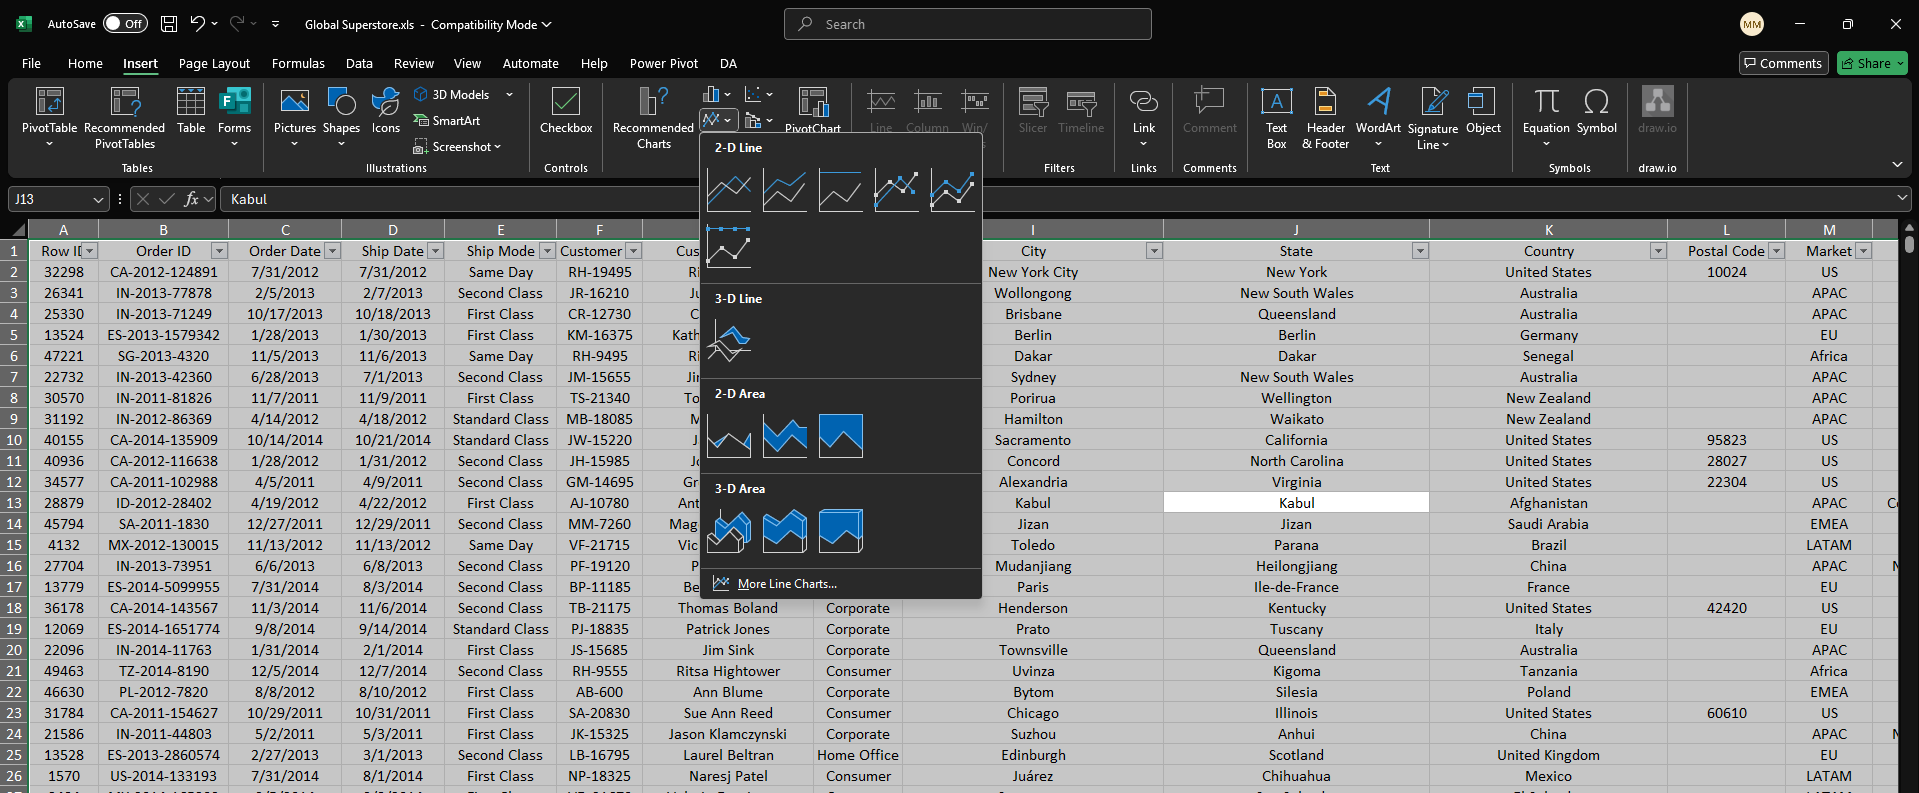 AutoSave Off Global Superstore.xls - Compatibility Mode Search MM
File Home Insert Page Layout Formulas Data Review View Automate Help Power Pivot DA Comments Share
PivotTable Recommended PivotTables Table Forms Pictures Shapes Icons 3D Models SmartArt Screenshot Checkbox Recommended Charts PivotChart Line Column Win/ Slicer Timeline Link Comment Text Box Header & Footer WordArt Signature Line Object Equation Symbol draw.io
Tables Illustrations Controls Filters Links Comments Text Symbols draw.io
J13 fx Kabul
2-D Line
3-D Line
2-D Area
3-D Area
More Line Charts...
A B C D E F I J K L M
1 Row ID Order ID Order Date Ship Date Ship Mode Customer Cus City State Country Postal Code Market
2 32298 CA-2012-124891 7/31/2012 7/31/2012 Same Day RH-19495 Ri New York City New York United States 10024 US
3 26341 IN-2013-77878 2/5/2013 2/7/2013 Second Class JR-16210 Ju Wollongong New South Wales Australia APAC
4 25330 IN-2013-71249 10/17/2013 10/18/2013 First Class CR-12730 C Brisbane Queensland Australia APAC
5 13524 ES-2013-1579342 1/28/2013 1/30/2013 First Class KM-16375 Kath Berlin Berlin Germany EU
6 47221 SG-2013-4320 11/5/2013 11/6/2013 Same Day RH-9495 Ri Dakar Dakar Senegal Africa
7 22732 IN-2013-42360 6/28/2013 7/1/2013 Second Class JM-15655 Jir Sydney New South Wales Australia APAC
8 30570 IN-2011-81826 11/7/2011 11/9/2011 First Class TS-21340 To Porirua Wellington New Zealand APAC
9 31192 IN-2012-86369 4/14/2012 4/18/2012 Standard Class MB-18085 M Hamilton Waikato New Zealand APAC
10 40155 CA-2014-135909 10/14/2014 10/21/2014 Standard Class JW-15220 J Sacramento California United States 95823 US
11 40936 CA-2012-116638 1/28/2012 1/31/2012 Second Class JH-15985 Jo Concord North Carolina United States 28027 US
12 34577 CA-2011-102988 4/5/2011 4/9/2011 Second Class GM-14695 Gr Alexandria Virginia United States 22304 US
13 28879 ID-2012-28402 4/19/2012 4/22/2012 First Class AJ-10780 Ant Kabul Kabul Afghanistan APAC
14 45794 SA-2011-1830 12/27/2011 12/29/2011 Second Class MM-7260 Mag Jizan Jizan Saudi Arabia EMEA
15 4132 MX-2012-130015 11/13/2012 11/13/2012 Same Day VF-21715 Vic Toledo Parana Brazil LATAM
16 27704 IN-2013-73951 6/6/2013 6/8/2013 Second Class PF-19120 P Mudanjiang Heilongjiang China APAC
17 13779 ES-2014-5099955 7/31/2014 8/3/2014 Second Class BP-11185 Be Paris Ile-de-France France EU
18 36178 CA-2014-143567 11/3/2014 11/6/2014 Second Class TB-21175 Thomas Boland Corporate Henderson Kentucky United States 42420 US
19 12069 ES-2014-1651774 9/8/2014 9/14/2014 Standard Class PJ-18835 Patrick Jones Corporate Prato Tuscany Italy EU
20 22096 IN-2014-11763 1/31/2014 2/1/2014 First Class JS-15685 Jim Sink Corporate Townsville Queensland Australia APAC
21 49463 TZ-2014-8190 12/5/2014 12/7/2014 Second Class RH-9555 Ritsa Hightower Consumer Uvinza Kigoma Tanzania Africa
22 46630 PL-2012-7820 8/8/2012 8/10/2012 First Class AB-600 Ann Blume Corporate Bytom Silesia Poland EMEA
23 31784 CA-2011-154627 10/29/2011 10/31/2011 First Class SA-20830 Sue Ann Reed Consumer Chicago Illinois United States 60610 US
24 21586 IN-2011-44803 5/2/2011 5/3/2011 First Class JK-15325 Jason Klamczynski Corporate Suzhou Anhui China APAC
25 13528 ES-2013-2860574 2/27/2013 3/1/2013 Second Class LB-16795 Laurel Beltran Home Office Edinburgh Scotland United Kingdom EU
26 1570 US-2014-133193 7/31/2014 8/1/2014 First Class NP-18325 Naresj Patel Consumer Juárez Chihuahua Mexico LATAM